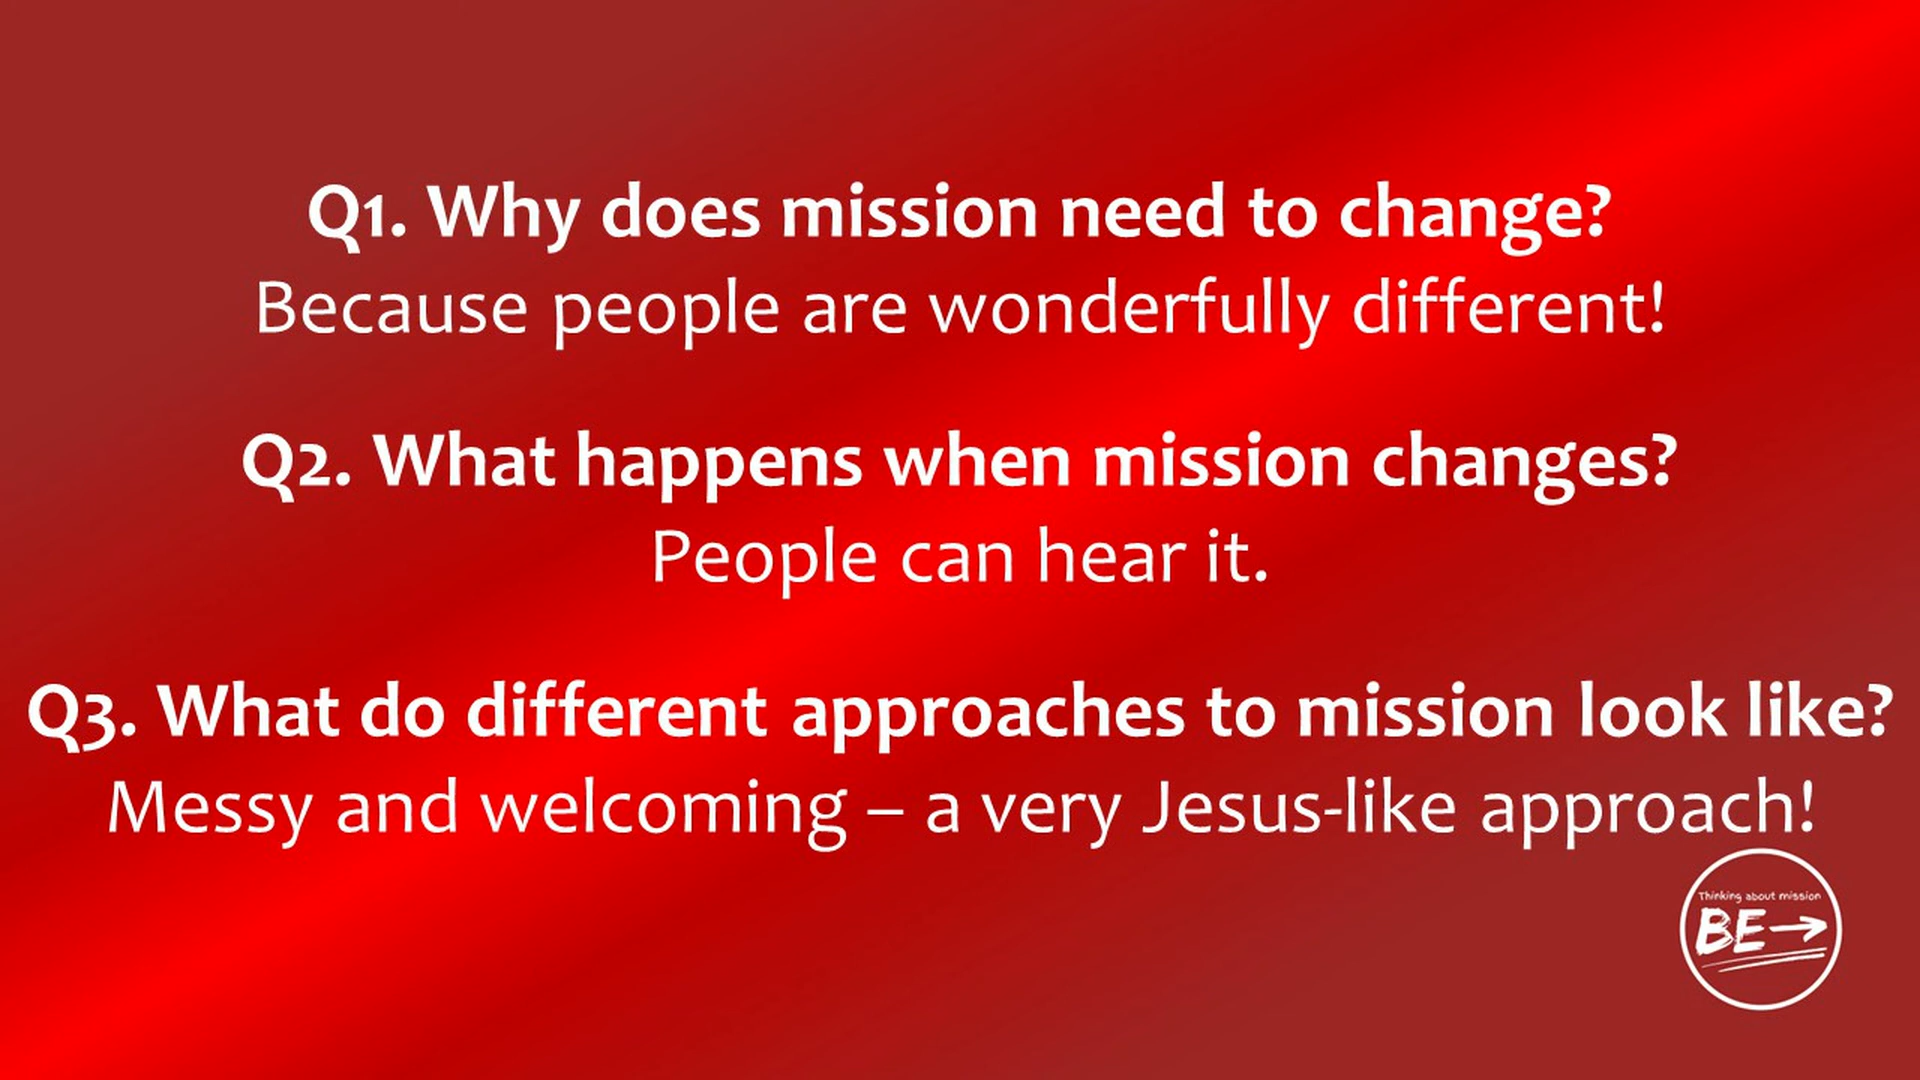 Q1. Why does mission need to change?
Because people are wonderfully different!
Q2. What happens when mission changes?
People can hear it.
Q3. What do different approaches to mission look like?
Messy and welcoming – a very Jesus-like approach!
Thinking about mission
BE→